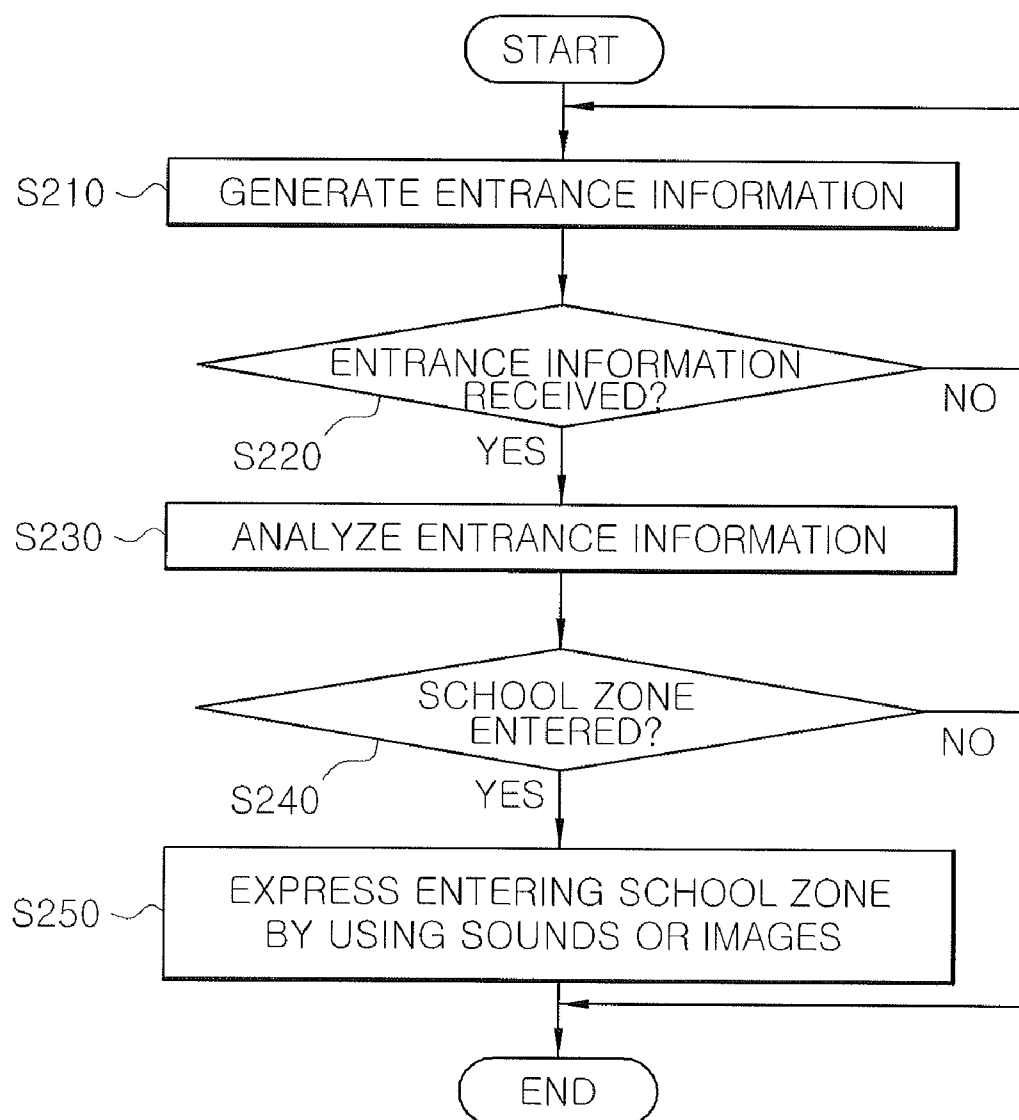 START
S210
GENERATE ENTRANCE INFORMATION
ENTRANCE INFORMATION
RECEIVED?
NO
S220
YES
S230
ANALYZE ENTRANCE INFORMATION
SCHOOL ZONE
ENTERED?
NO
S240
YES
S250
EXPRESS ENTERING SCHOOL ZONE
BY USING SOUNDS OR IMAGES
END